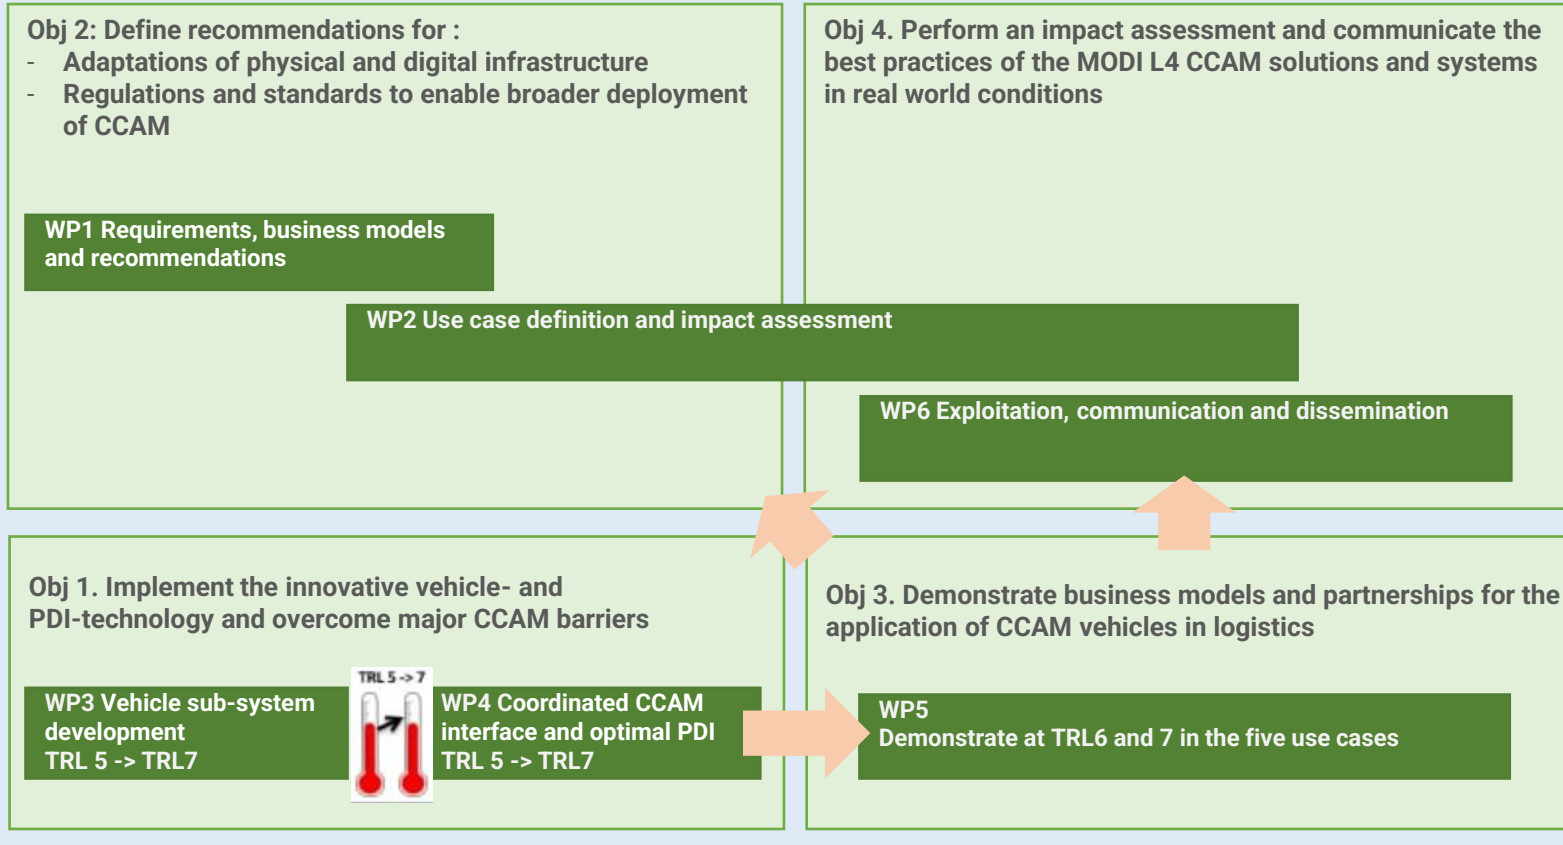 Obj 2: Define recommendations for :
- Adaptations of physical and digital infrastructure
- Regulations and standards to enable broader deployment
of CCAM
WP1 Requirements, business models
and recommendations
Obj 4. Perform an impact assessment and communicate the
best practices of the MODI L4 CCAM solutions and systems
in real world conditions
WP2 Use case definition and impact assessment
WP6 Exploitation, communication and dissemination
Obj 1. Implement the innovative vehicle- and
PDI-technology and overcome major CCAM barriers
WP3 Vehicle sub-system
development
TRL 5 -> TRL7
TRL 5 -> 7
WP4 Coordinated CCAM
interface and optimal PDI
TRL 5 -> TRL7
Obj 3. Demonstrate business models and partnerships for the
application of CCAM vehicles in logistics
WP5
Demonstrate at TRL6 and 7 in the five use cases